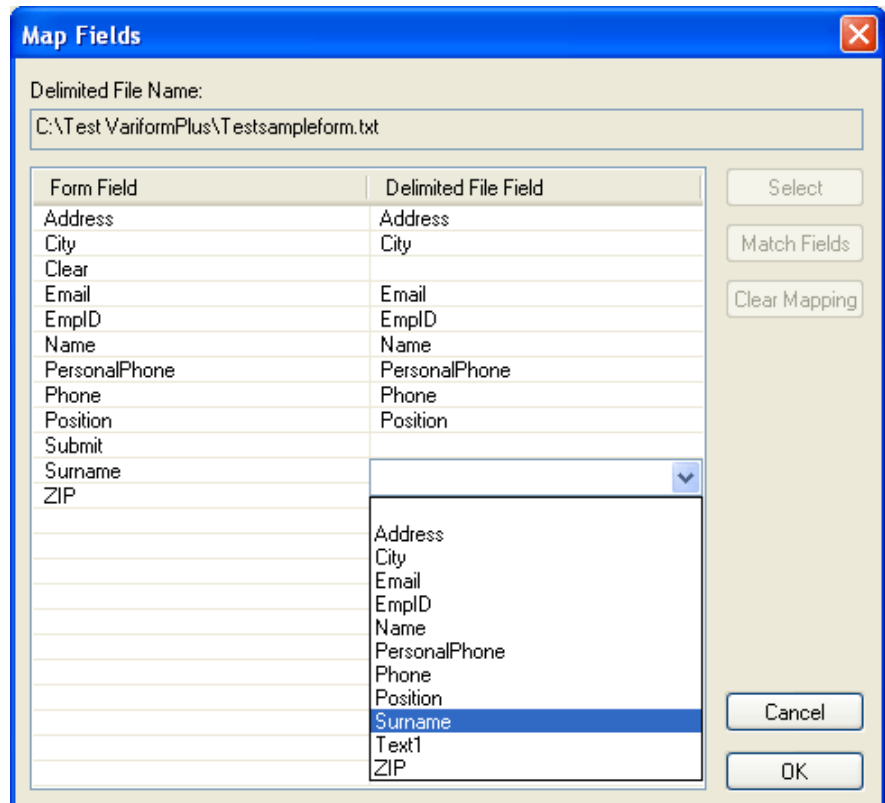 Map Fields
Delimited File Name:
C:\Test VariformPlus\Testsampleform.txt
Form Field Delimited File Field Select
Address Address
City City Match Fields
Clear
Email Email Clear Mapping
EmpID EmpID
Name Name
PersonalPhone PersonalPhone
Phone Phone
Position Position
Submit
Surname
ZIP
Address
City
Email
EmpID
Name
PersonalPhone
Phone
Position
Surname
Text1
ZIP
Cancel
OK